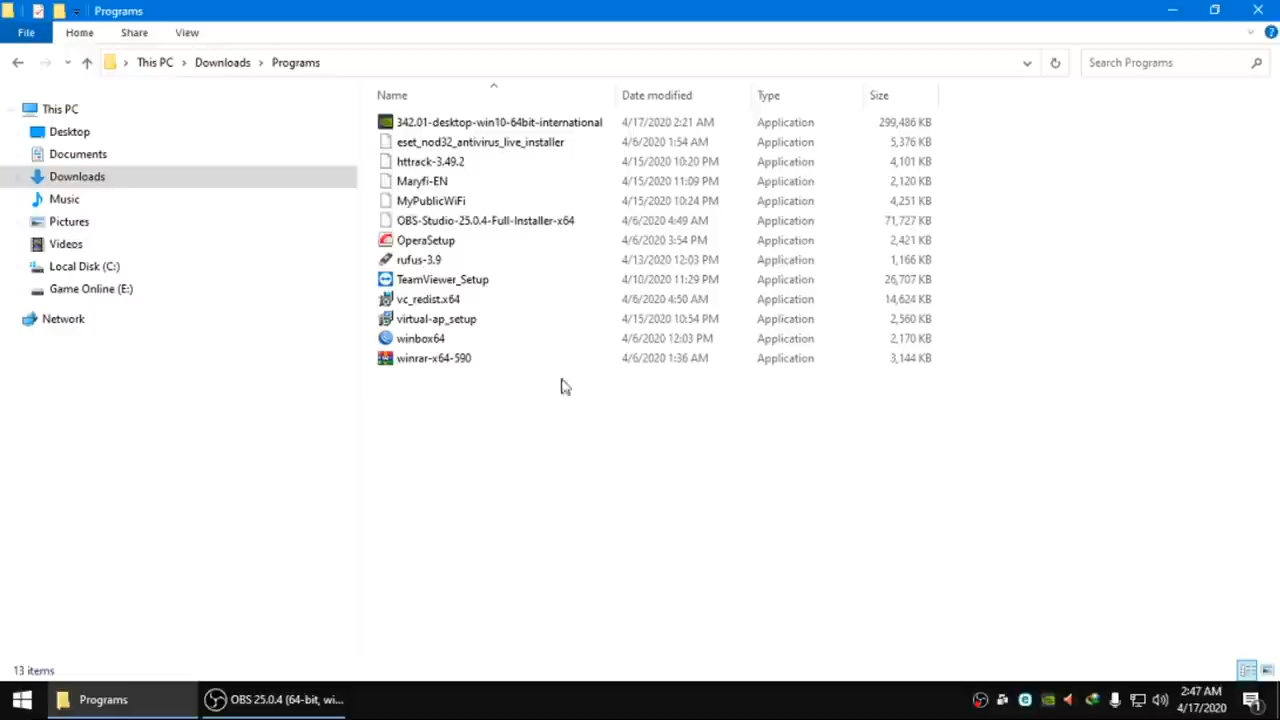 Programs
File Home Share View
This PC Downloads Programs
Search Programs
Name Date modified Type Size
This PC
Desktop
Documents
Downloads
Music
Pictures
Videos
Local Disk (C:)
Game Online (E:)
Network
342.01-desktop-win10-64bit-international 4/17/2020 2:21 AM Application 299,486 KB
eset_nod32_antivirus_live_installer 4/6/2020 1:54 AM Application 5,376 KB
httrack-3.49.2 4/15/2020 10:20 PM Application 4,101 KB
Maryfi-EN 4/15/2020 11:09 PM Application 2,120 KB
MyPublicWiFi 4/15/2020 10:24 PM Application 4,251 KB
OBS-Studio-25.0.4-Full-Installer-x64 4/6/2020 4:49 AM Application 71,727 KB
OperaSetup 4/6/2020 3:54 PM Application 2,421 KB
rufus-3.9 4/13/2020 12:03 PM Application 1,166 KB
TeamViewer_Setup 4/10/2020 11:29 PM Application 26,707 KB
vc_redist.x64 4/6/2020 4:50 AM Application 14,624 KB
virtual-ap_setup 4/15/2020 10:54 PM Application 2,560 KB
winbox64 4/6/2020 12:03 PM Application 2,170 KB
winrar-x64-590 4/6/2020 1:36 AM Application 3,144 KB
13 items
Programs
OBS 25.0.4 (64-bit, wi...
2:47 AM
4/17/2020
1